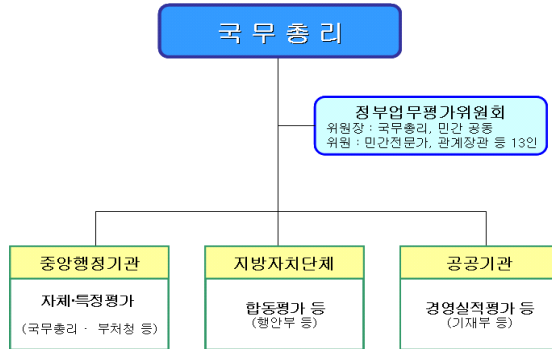 국 무 총 리
정부업무평가위원회
위원장 : 국무총리, 민간 공동
위원 : 민간전문가, 관계장관 등 13인
중앙행정기관
자체·특정평가
(국무총리 · 부처청 등)
지방자치단체
합동평가 등
(행안부 등)
공공기관
경영실적평가 등
(기재부 등)